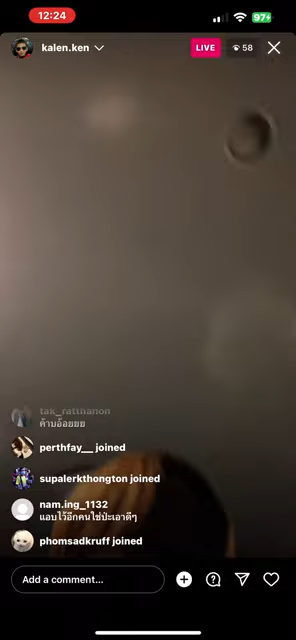 12:24
97
kalen.ken
LIVE
58
tak_ratthanon
ค้างอ้อยยย
perthfay__ joined
supalerkthongton joined
nam.ing_1132
แอบไว้อีกคนใช่ปะเอาดีๆ
phomsadkruff joined
Add a comment...